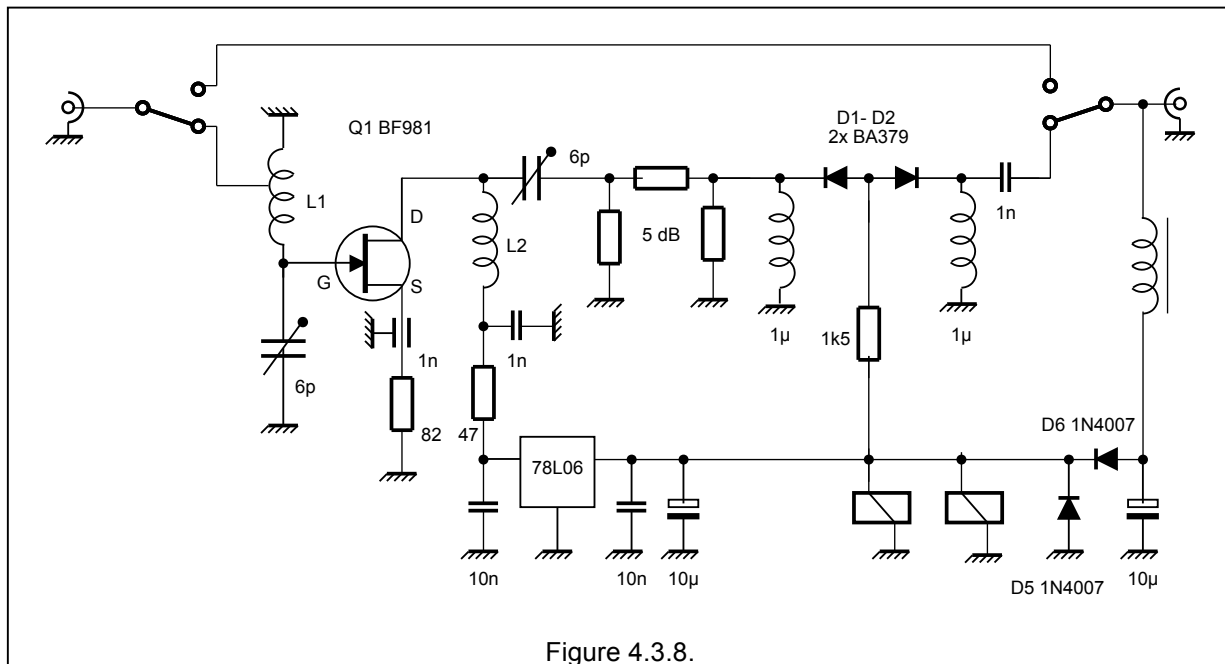 D1- D2
2x BA379
Q1 BF981
6p
L1
D
L2
5 dB
1n
G
S
1n
1n
1µ
1k5
1µ
6p
82
47
D6 1N4007
78L06
10n
10n
10µ
D5 1N4007
10µ
Figure 4.3.8.